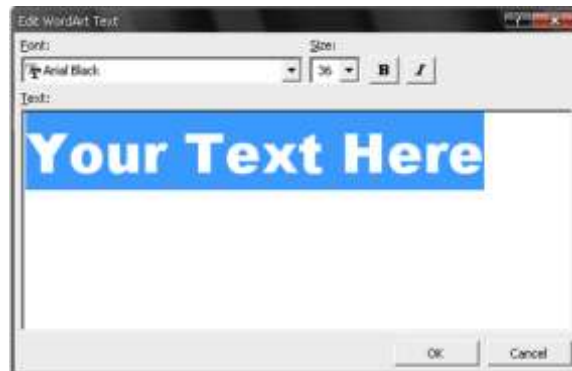 Edit WordArt Text
Font:
Size:
Arial Black
36
B
I
Text:
Your Text Here
OK
Cancel